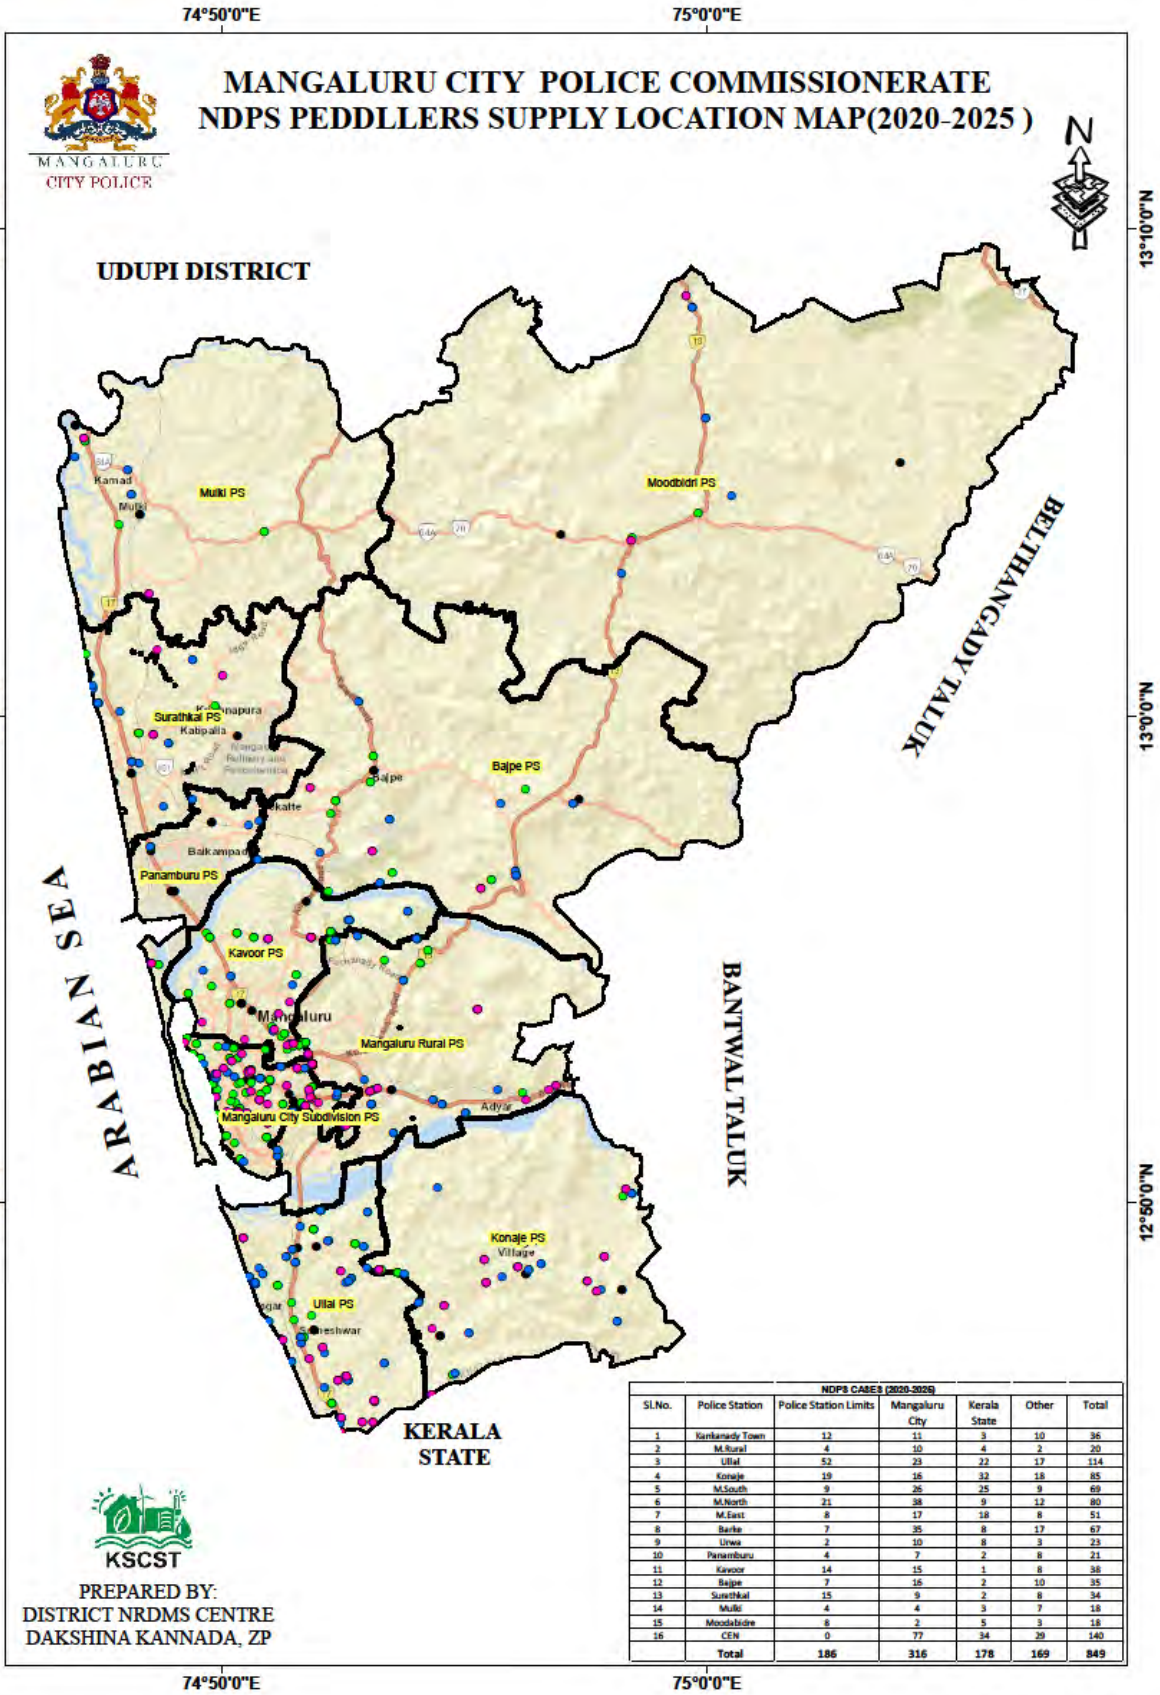 74°50'0"E
75°0'0"E
MANGALURU CITY POLICE COMMISSIONERATE
NDPS PEDDLLERS SUPPLY LOCATION MAP(2020-2025 )
MANGALURU
CITY POLICE
N
13°10'0"N
UDUPI DISTRICT
37
13
Moodbidri PS
Mulki PS
61A
Karnad
Mulki
64A
70
64A
70
17
BELTHANGADY TALUK
13°0'0"N
Surathkal PS
Katipalla
101
Bajpe PS
Bajpe
Baikampad
Panamburu PS
ARABIAN SEA
Kavoor PS
17
Mangaluru
Mangaluru Rural PS
Mangaluru City Subdivision PS
Adyar
BANTWAL TALUK
12°50'0"N
Konaje PS
Village
Ullal PS
KERALA
STATE
NDPS CASES (2020-2025)
Sl.No. Police Station Police Station Limits Mangaluru City Kerala State Other Total
1 Kankanady Town 12 11 3 10 36
2 M.Rural 4 10 4 2 20
3 Ullal 52 23 22 17 114
4 Konaje 19 16 32 18 85
5 M.South 9 26 25 9 69
6 M.North 21 38 9 12 80
7 M.East 8 17 18 8 51
8 Barke 7 35 8 17 67
9 Urwa 2 10 8 3 23
10 Panamburu 4 7 2 8 21
11 Kavoor 14 15 1 8 38
12 Bajpe 7 16 2 10 35
13 Surathkal 15 9 2 8 34
14 Mulki 4 4 3 7 18
15 Moodabidre 8 2 5 3 18
16 CEN 0 77 34 29 140
Total 186 316 178 169 849
KSCST
PREPARED BY:
DISTRICT NRDMS CENTRE
DAKSHINA KANNADA, ZP
74°50'0"E
75°0'0"E